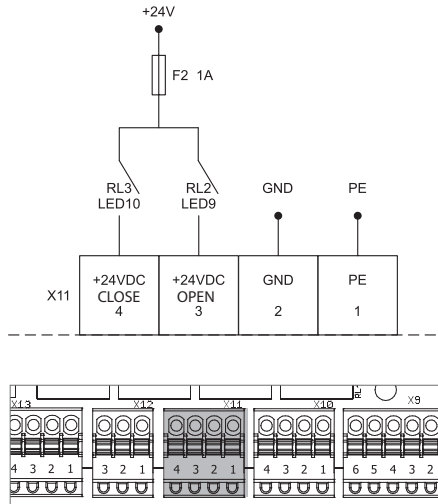 +24V
F2 1A
RL3 RL2 GND PE
LED10 LED9
+24VDC +24VDC GND PE
X11 CLOSE OPEN
4 3 2 1
X13 X12 X11 X10 X9
4 3 2 1 3 2 1 4 3 2 1 4 3 2 1 6 5 4 3 2